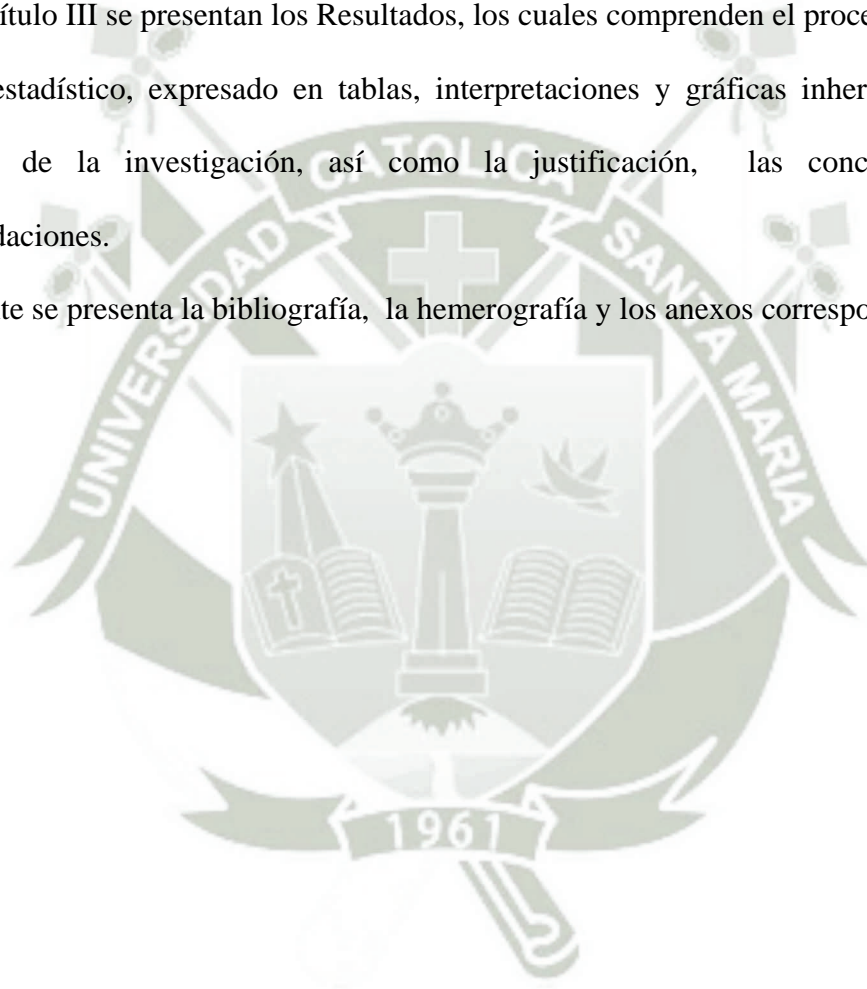 ítulo III se presentan los Resultados, los cuales comprenden el proce
estadístico, expresado en tablas, interpretaciones y gráficas inher
de la investigación, así como la justificación, las conc
daciones.
te se presenta la bibliografía, la hemerografía y los anexos correspo
UNIVERSIDAD CATOLICA SANTA MARIA
1961